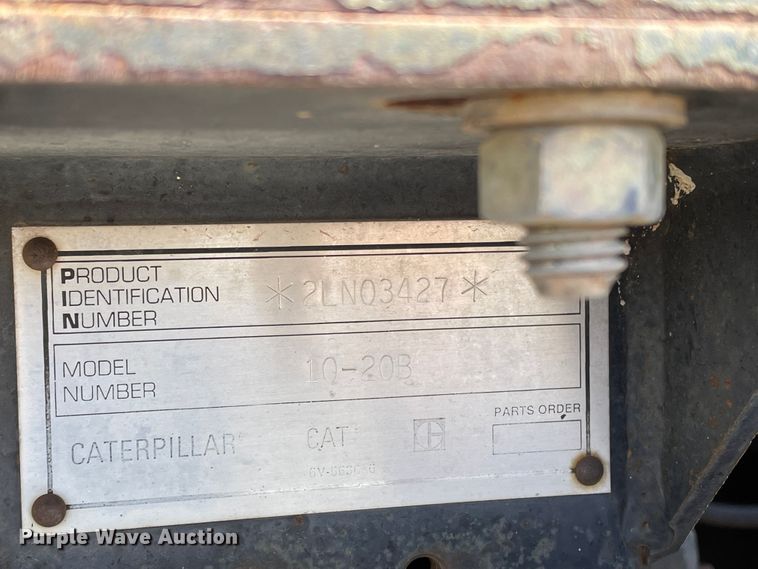 PRODUCT
IDENTIFICATION
NUMBER
*2LN03427*
MODEL
NUMBER
10-20B
PARTS ORDER
CATERPILLAR
CAT
Purple Wave Auction